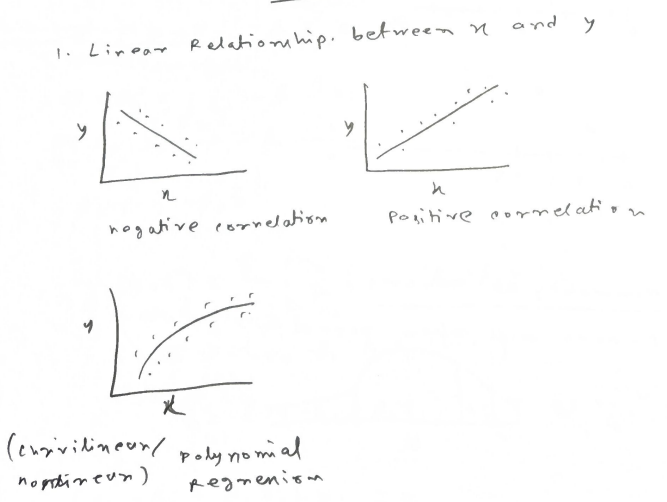 1. Linear Relationship. between x and y
y
x
negative correlation
y
x
Positive correlation
y
x
(curvilinear/ polynomial
nonlinear) Regression